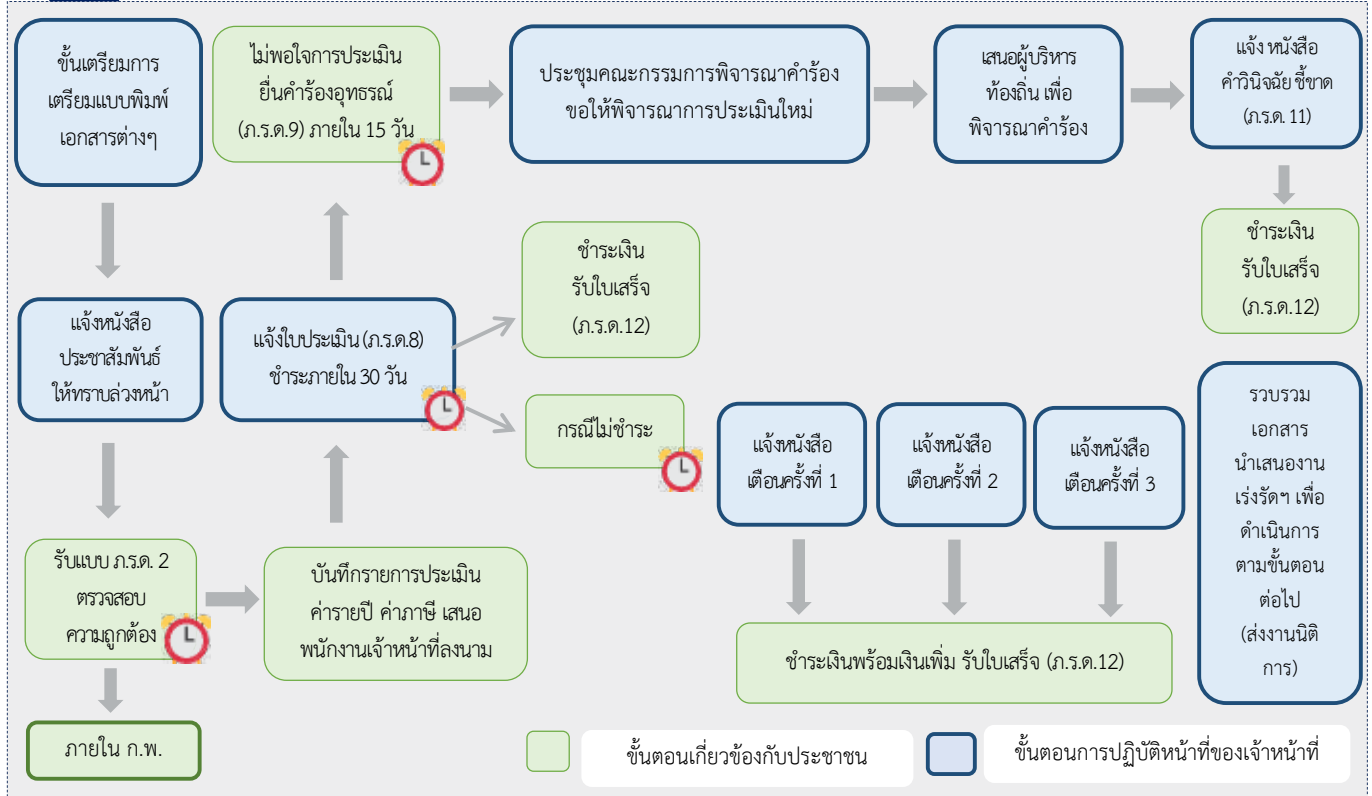 ขั้นเตรียมการ
เตรียมแบบพิมพ์
เอกสารต่างๆ
ไม่พอใจการประเมิน
ยื่นคำร้องอุทธรณ์
(ภ.ร.ด.9) ภายใน 15 วัน
ประชุมคณะกรรมการพิจารณาคำร้อง
ขอให้พิจารณาการประเมินใหม่
เสนอผู้บริหาร
ท้องถิ่น เพื่อ
พิจารณาคำร้อง
แจ้ง หนังสือ
คำวินิจฉัย ชี้ขาด
(ภ.ร.ด. 11)
ชำระเงิน
รับใบเสร็จ
(ภ.ร.ด.12)
แจ้งหนังสือ
ประชาสัมพันธ์
ให้ทราบล่วงหน้า
แจ้งใบประเมิน (ภ.ร.ด.8)
ชำระภายใน 30 วัน
ชำระเงิน
รับใบเสร็จ
(ภ.ร.ด.12)
กรณีไม่ชำระ
แจ้งหนังสือ
เตือนครั้งที่ 1
แจ้งหนังสือ
เตือนครั้งที่ 2
แจ้งหนังสือ
เตือนครั้งที่ 3
รวบรวม
เอกสาร
นำเสนองาน
เร่งรัดฯ เพื่อ
ดำเนินการ
ตามขั้นตอน
ต่อไป
(ส่งงานนิติ
การ)
รับแบบ ภ.ร.ด. 2
ตรวจสอบ
ความถูกต้อง
บันทึกรายการประเมิน
ค่ารายปี ค่าภาษี เสนอ
พนักงานเจ้าหน้าที่ลงนาม
ชำระเงินพร้อมเงินเพิ่ม รับใบเสร็จ (ภ.ร.ด.12)
ภายใน ก.พ.
ขั้นตอนเกี่ยวข้องกับประชาชน
ขั้นตอนการปฏิบัติหน้าที่ของเจ้าหน้าที่